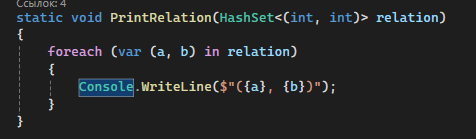 Ссылок: 4
static void PrintRelation(HashSet<(int, int)> relation)
{
foreach (var (a, b) in relation)
{
Console.WriteLine($"({a}, {b})");
}
}